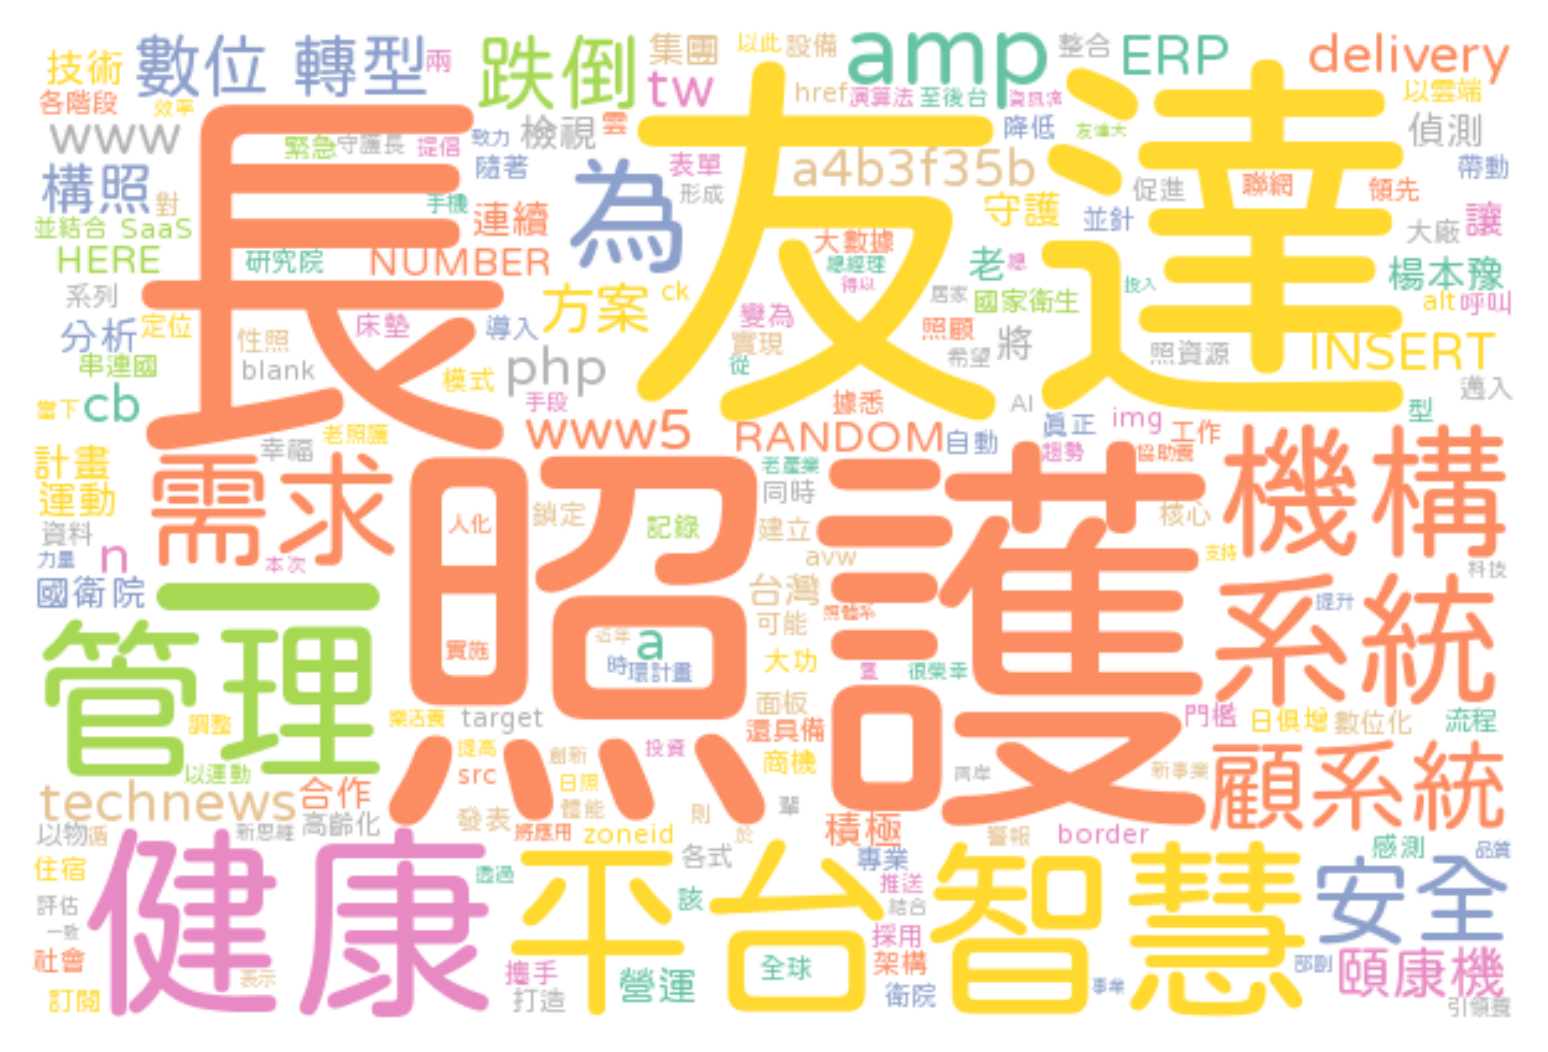 技術
數位 轉型
兩
跌倒
集團
以此
設備
amp
整合
ERP
delivery
各階段
效率
tw
href
演算法
至後台
以雲端
www
緊急
守護長
提倡
致力
檢視
雲
降低
友達
偵測
構照
對
隨著
表單
a4b3f35b
促進
聯網
領先
帶動
手機
形成
為
守護
並針
讓
並結合
SaaS
連續
大數據
大廠
HERE
研究院
NUMBER
總經理
老
總
楊本豫
系列
定位
方案
ck
得以
居家
國家衛生
投入
alt
呼叫
分析
性照
床墊
導入
變為
照顧
將
INSERT
串連國
blank
模式
php
實現
從
希望
照資源
邁入
當下
cb
長
手段
據悉
AI
真正
img
工作
型
幸福
老照護
www5
RANDOM
自動
趨勢
協助養
計畫
需求
照護
老產業
同時
機構
運動
人化
鎖定
記錄
建立
核心
資料
n
力量
本次
avw
支持
科技
國衛院
台灣
照體系
系統
提升
管理
實施
近年
a
可能
時
環計畫
大功
很榮幸
面板
調整
樂活養
target
還具備
門檻
日俱增
數位化
流程
以運動
提高
創新
投資
商機
兩岸
新事業
顧系統
technews
合作
src
日照
體能
發表
將應用
則
輩
以物
循
新思維
高齡化
zoneid
於
積極
警報
border
感測
品質
住宿
健康
透過
平台
各式
專業
智慧
安全
評估
該
推送
結合
一致
採用
社會
表示
攜手
營運
全球
架構
部副
頤康機
訂閱
打造
衛院
事業
引領養